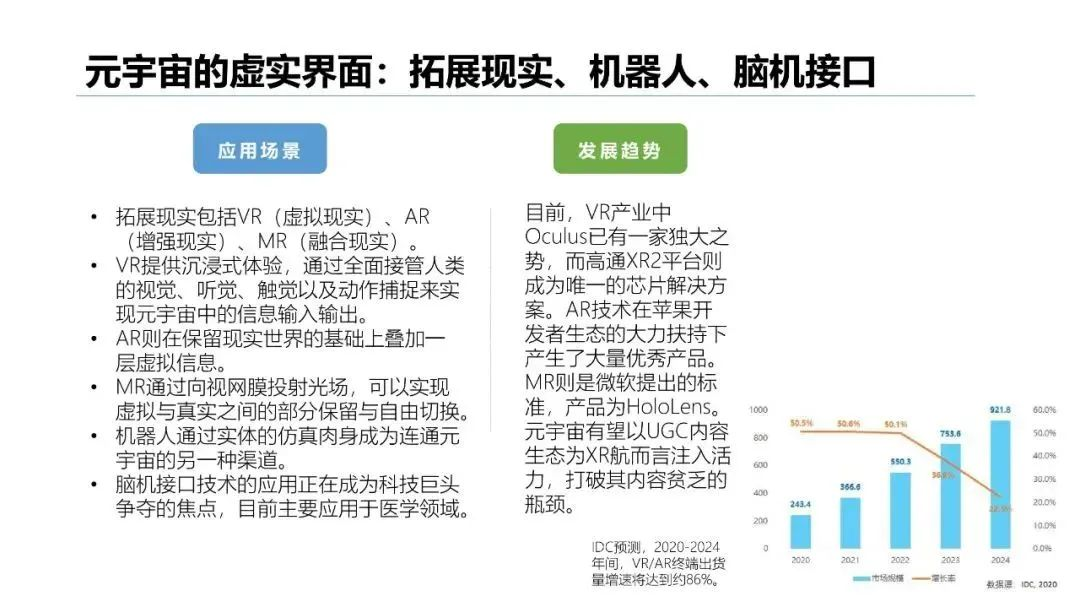 元宇宙的虚实界面：拓展现实、机器人、脑机接口
应用场景
• 拓展现实包括VR（虚拟现实）、AR
（增强现实）、MR（融合现实）。
• VR提供沉浸式体验，通过全面接管人类
的视觉、听觉、触觉以及动作捕捉来实
现元宇宙中的信息输入输出。
• AR则在保留现实世界的基础上叠加一
层虚拟信息。
• MR通过向视网膜投射光场，可以实现
虚拟与真实之间的部分保留与自由切换。
• 机器人通过实体的仿真肉身成为连通元
宇宙的另一种渠道。
• 脑机接口技术的应用正在成为科技巨头
争夺的焦点，目前主要应用于医学领域。
发展趋势
目前，VR产业中
Oculus已有一家独大之
势，而高通XR2平台则
成为唯一的芯片解决方
案。AR技术在苹果开
发者生态的大力扶持下
产生了大量优秀产品。
MR则是微软提出的标
准，产品为HoloLens。
元宇宙有望以UGC内容
生态为XR航而言注入活
力，打破其内容贫乏的
瓶颈。
IDC预测，2020-2024
年间，VR/AR终端出货
量增速将达到约86%。
1000
800
600
400
200
0
60.0%
50.0%
40.0%
30.0%
20.0%
10.0%
0.0%
50.5%
50.6%
50.1%
243.4
366.6
550.3
753.6
921.8
2020
2021
2022
2023
2024
市场规模
增长率
数据源：IDC, 2020